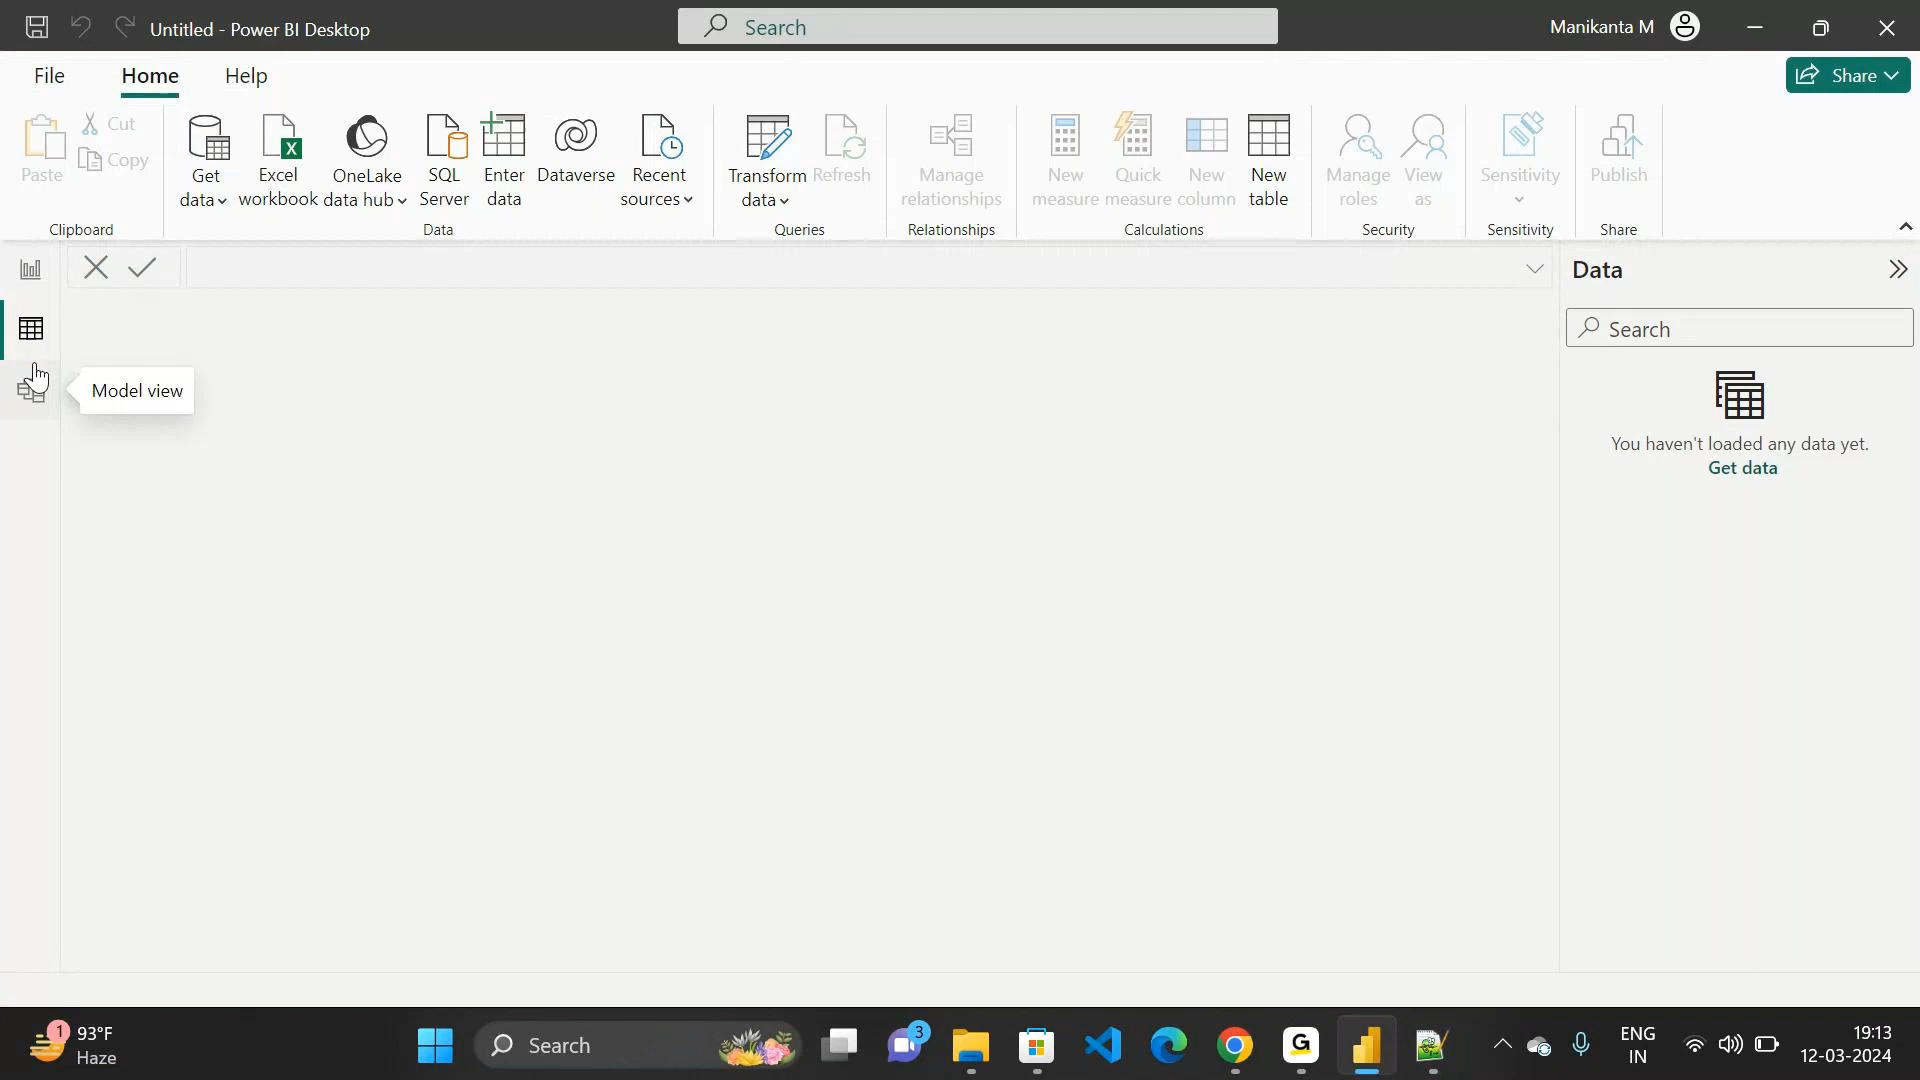 Untitled - Power BI Desktop
Search
Manikanta M
File
Home
Help
Share
Paste
Cut
Copy
Get data
Excel workbook
OneLake data hub
SQL Server
Enter data
Dataverse
Recent sources
Transform data
Refresh
Manage relationships
New measure
Quick measure
New column
New table
Manage roles
View as
Sensitivity
Publish
Clipboard
Data
Queries
Relationships
Calculations
Security
Sensitivity
Share
Data
Search
Model view
You haven't loaded any data yet.
Get data
1
93°F
Haze
Search
3
G
ENG
IN
19:13
12-03-2024